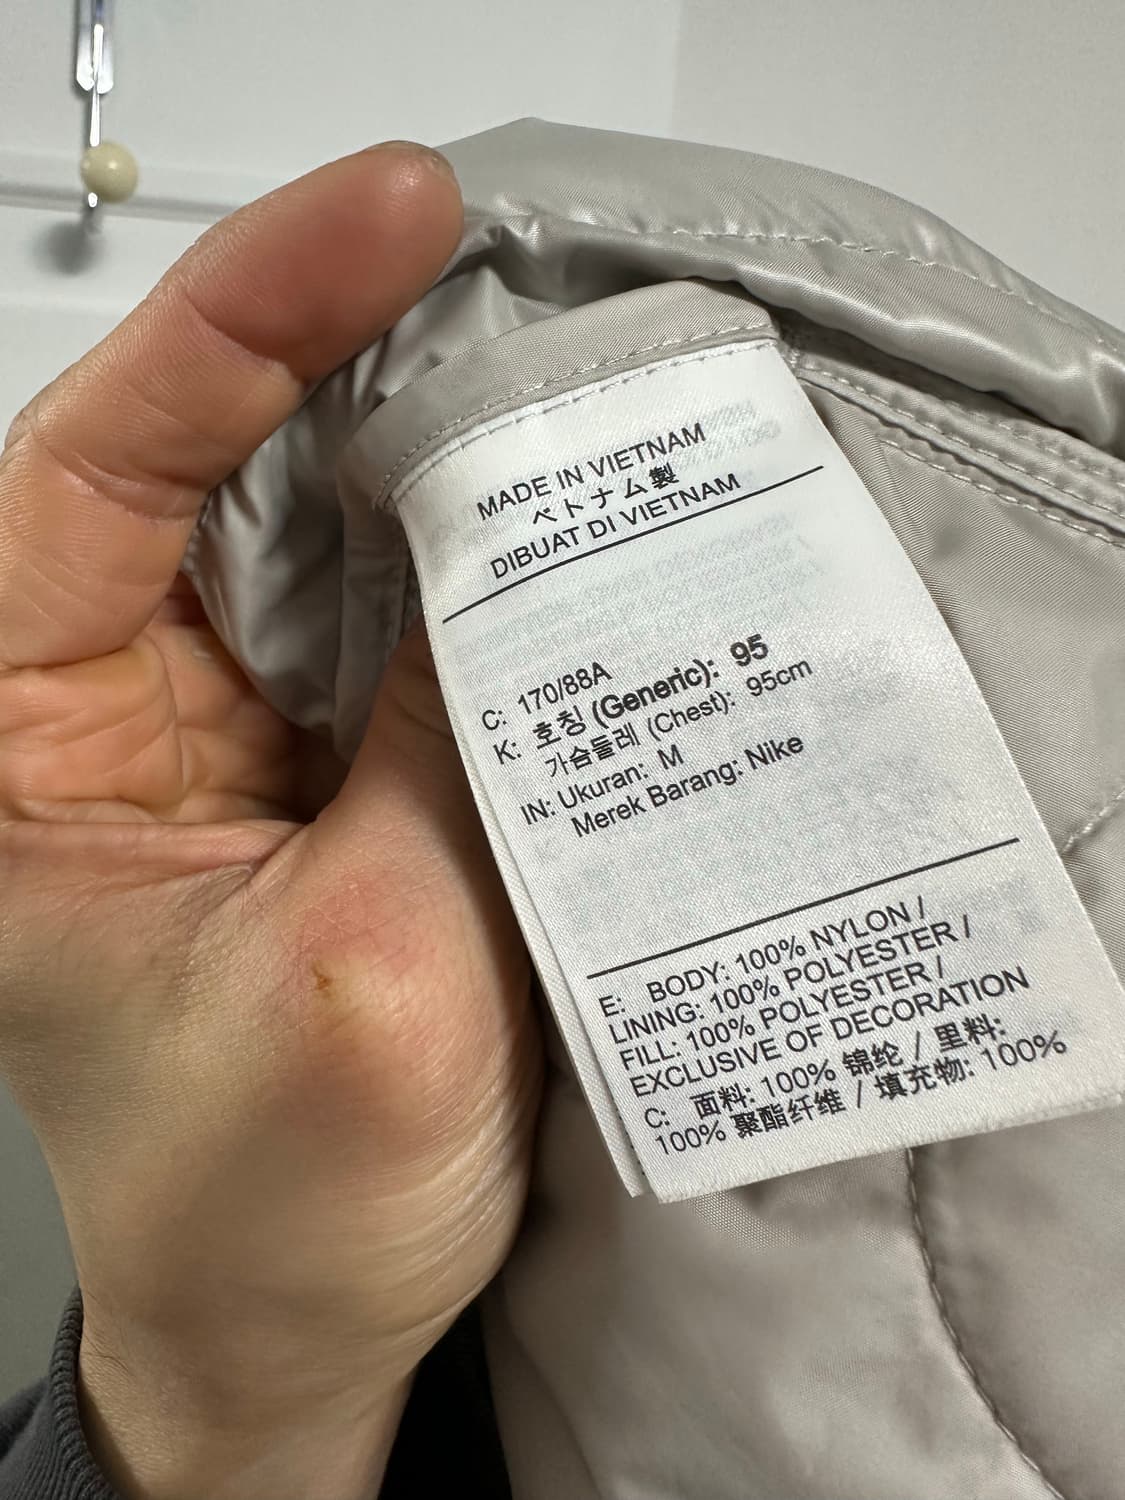 MADE IN VIETNAM
ベトナム製
DIBUAT DI VIETNAM
C: 170/88A
K: 호칭 (Generic): 95
가슴둘레 (Chest): 95cm
IN: Ukuran: M
Merek Barang: Nike
E: BODY: 100% NYLON /
LINING: 100% POLYESTER /
FILL: 100% POLYESTER /
EXCLUSIVE OF DECORATION
C: 面料: 100% 锦纶 / 里料:
100% 聚酯纤维 / 填充物: 100%